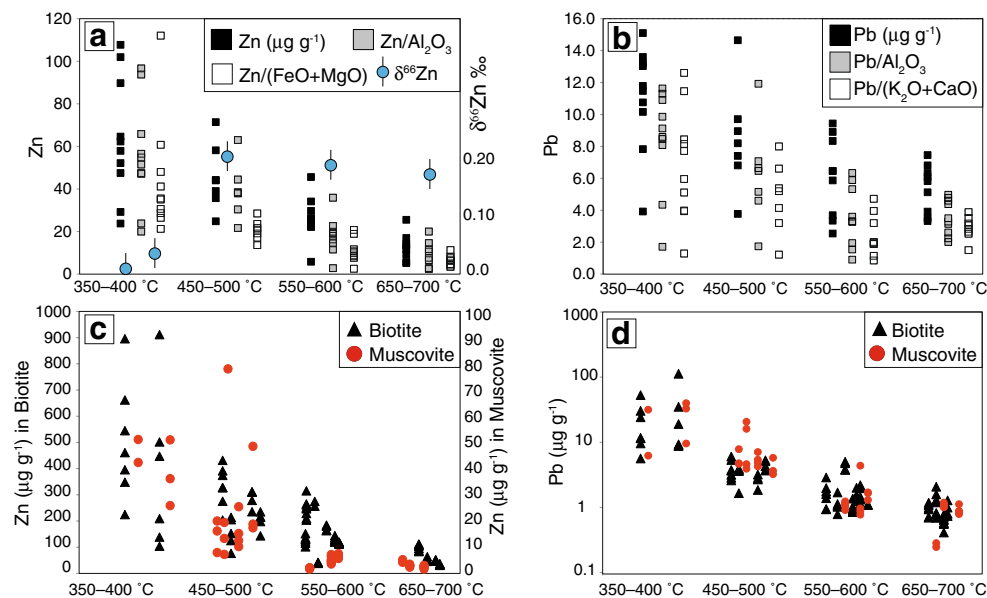 a
Zn (µg g⁻¹)
Zn/Al₂O₃
Zn/(FeO+MgO)
δ⁶⁶Zn
Zn
120
100
80
60
40
20
0
δ⁶⁶Zn ‰
0.20
0.10
0.0
350–400 ˚C 450–500 ˚C 550–600 ˚C 650–700 ˚C
b
Pb (µg g⁻¹)
Pb/Al₂O₃
Pb/(K₂O+CaO)
Pb
16.0
14.0
12.0
10.0
8.0
6.0
4.0
2.0
0.0
350–400 ˚C 450–500 ˚C 550–600 ˚C 650–700 ˚C
c
Biotite
Muscovite
Zn (µg g⁻¹) in Biotite
1000
900
800
700
600
500
400
300
200
100
0
Zn (µg g⁻¹) in Muscovite
100
90
80
70
60
50
40
30
20
10
0
350–400 ˚C 450–500 ˚C 550–600 ˚C 650–700 ˚C
d
Biotite
Muscovite
Pb (µg g⁻¹)
1000
100
10
1
0.1
350–400 ˚C 450–500 ˚C 550–600 ˚C 650–700 ˚C